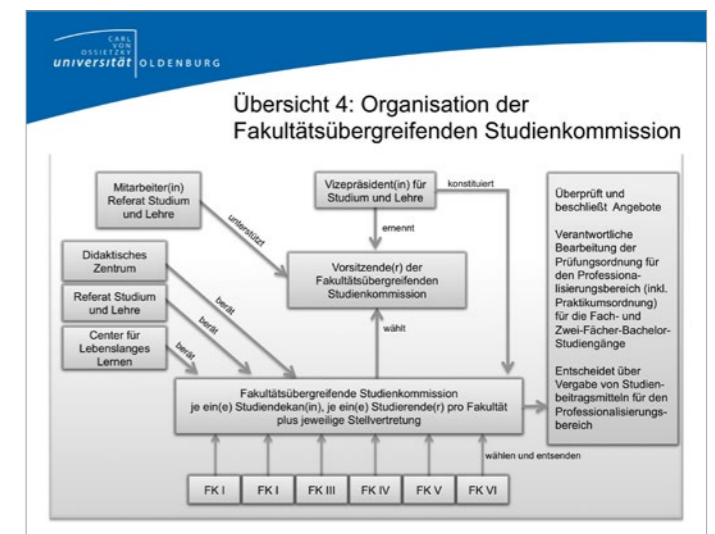 CARL
VON
OSSIETZKY
universität OLDENBURG
Übersicht 4: Organisation der
Fakultätsübergreifenden Studienkommission
Mitarbeiter(in)
Referat Studium
und Lehre
Vizepräsident(in) für
Studium und Lehre
konstituiert
unterstützt
ernennt
Didaktisches
Zentrum
Vorsitzende(r) der
Fakultätsübergreifenden
Studienkommission
Referat Studium
und Lehre
Center für
Lebenslanges
Lernen
berät
berät
berät
wählt
Fakultätsübergreifende Studienkommission
je ein(e) Studiendekan(in), je ein(e) Studierende(r) pro Fakultät
plus jeweilige Stellvertretung
wählen und entsenden
FK I
FK I
FK III
FK IV
FK V
FK VI
Überprüft und
beschließt Angebote
Verantwortliche
Bearbeitung der
Prüfungsordnung für
den Professiona-
lisierungsbereich (inkl.
Praktikumsordnung)
für die Fach- und
Zwei-Fächer-Bachelor-
Studiengänge
Entscheidet über
Vergabe von Studien-
beitragsmitteln für den
Professionalisierungs-
bereich